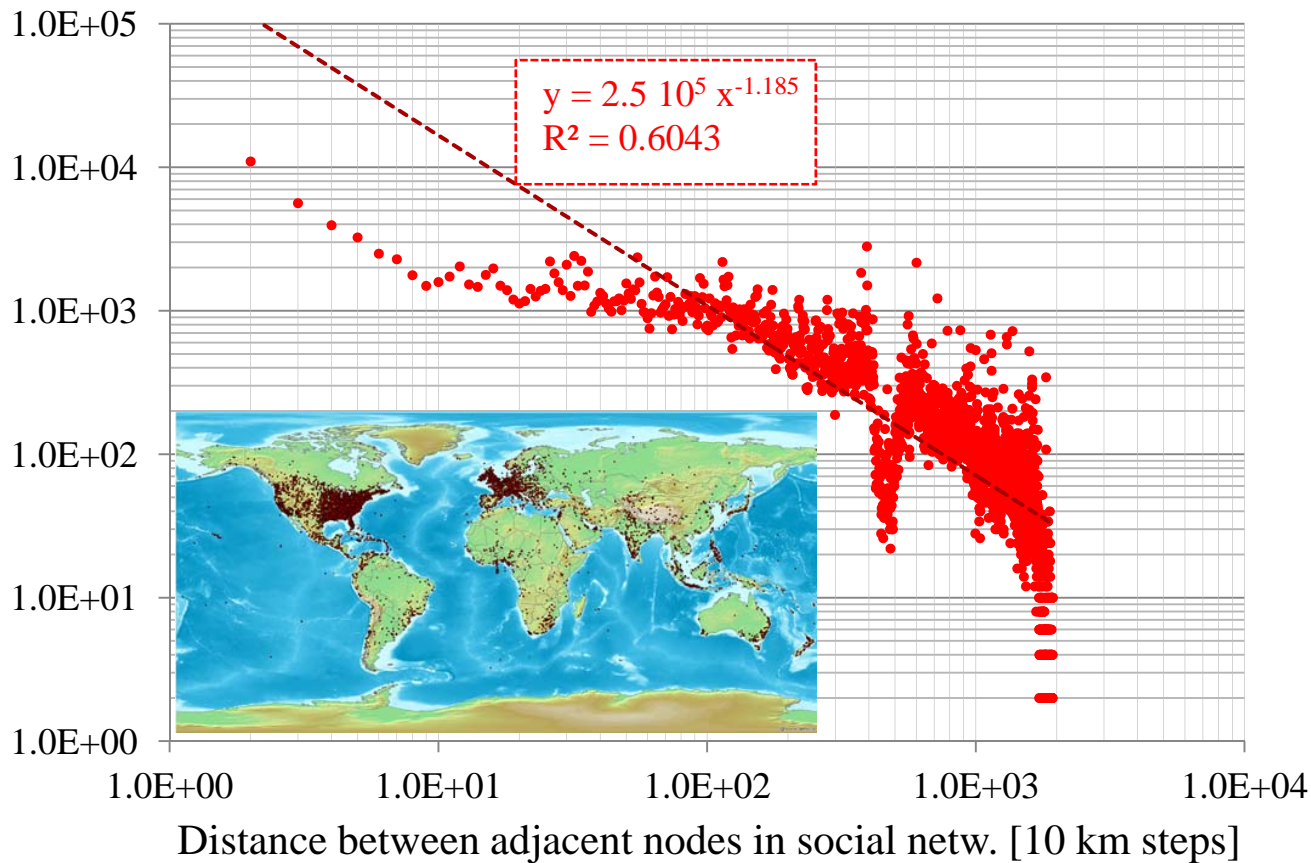 1.0E+05
1.0E+04
1.0E+03
1.0E+02
1.0E+01
1.0E+00
y = 2.5 10⁵ x⁻¹·¹⁸⁵
R² = 0.6043
1.0E+00 1.0E+01 1.0E+02 1.0E+03 1.0E+04
Distance between adjacent nodes in social netw. [10 km steps]